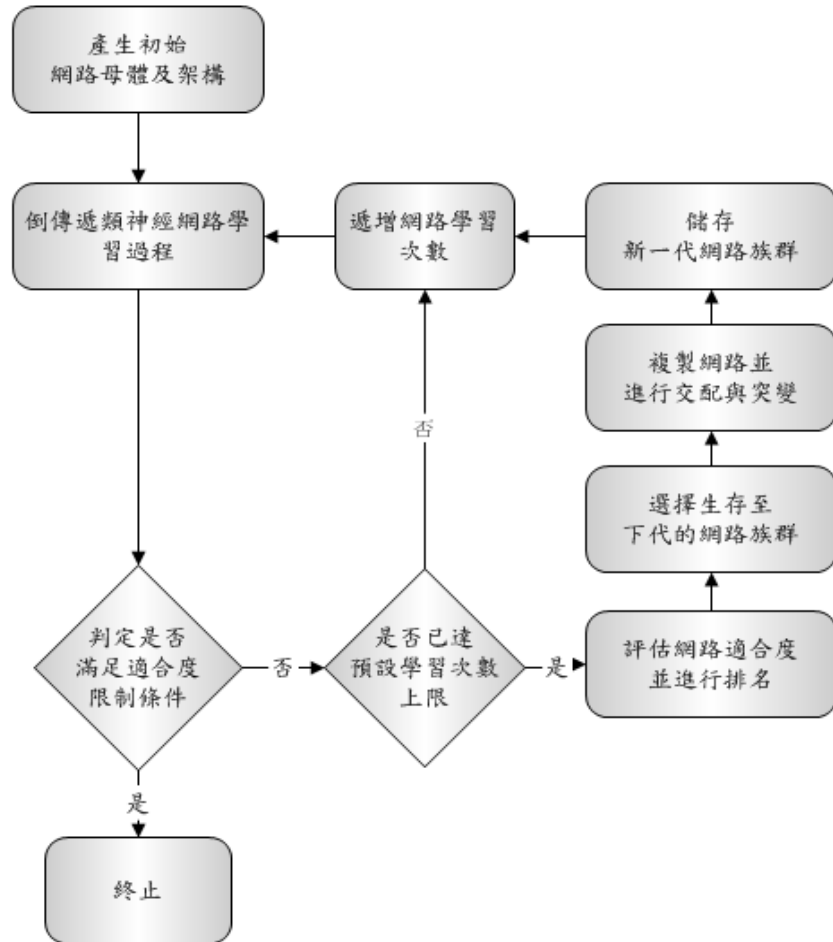 產生初始
網路母體及架構
倒傳遞類神經網路學
習過程
遞增網路學習
次數
儲存
新一代網路族群
複製網路並
進行交配與突變
否
選擇生存至
下代的網路族群
判定是否
滿足適合度
限制條件
否
是否已達
預設學習次數
上限
是
評估網路適合度
並進行排名
是
終止